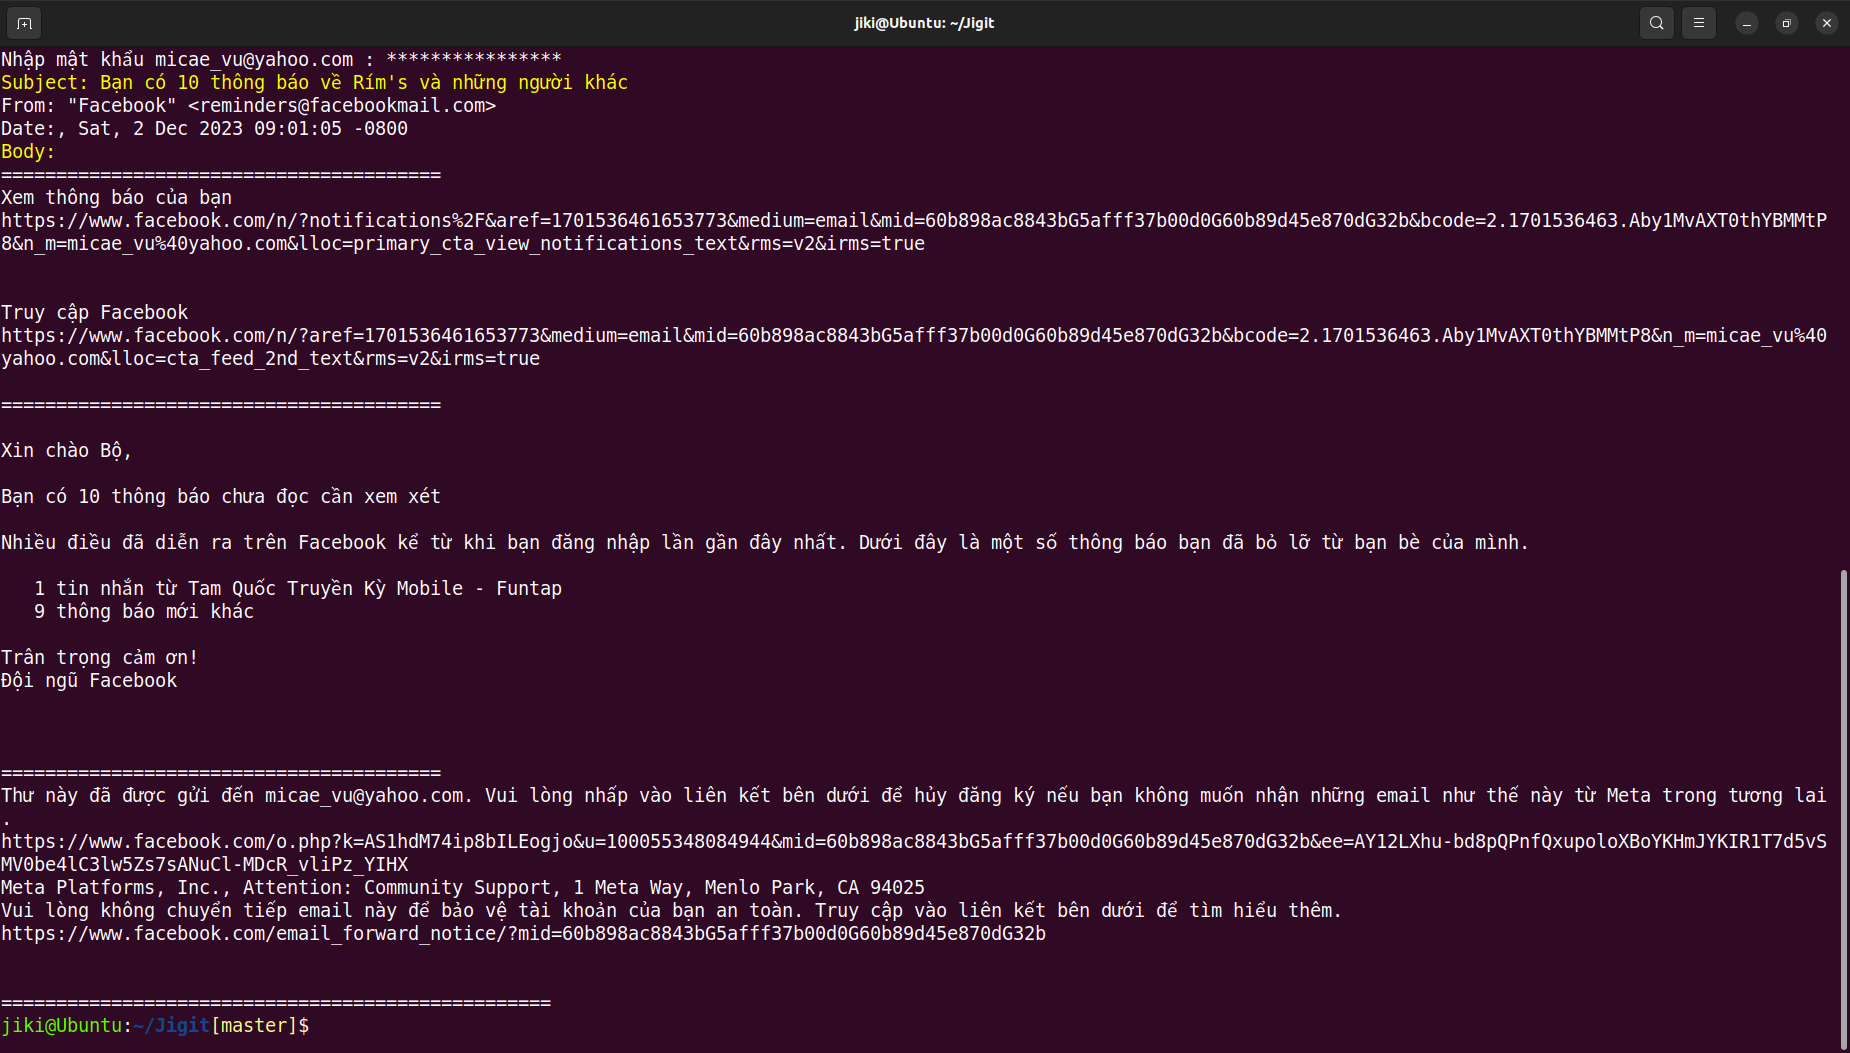 jiki@Ubuntu: ~/Jigit
Nhập mật khẩu micae_vu@yahoo.com : ****************
Subject: Bạn có 10 thông báo về Rím's và những người khác
From: "Facebook" <reminders@facebookmail.com>
Date:, Sat, 2 Dec 2023 09:01:05 -0800
Body:
========================================
Xem thông báo của bạn
https://www.facebook.com/n/?notifications%2F&aref=1701536461653773&medium=email&mid=60b898ac8843bG5afff37b00d0G60b89d45e870dG32b&bcode=2.1701536463.Aby1MvAXT0thYBMMtP
8&n_m=micae_vu%40yahoo.com&lloc=primary_cta_view_notifications_text&rms=v2&irms=true
Truy cập Facebook
https://www.facebook.com/n/?aref=1701536461653773&medium=email&mid=60b898ac8843bG5afff37b00d0G60b89d45e870dG32b&bcode=2.1701536463.Aby1MvAXT0thYBMMtP8&n_m=micae_vu%40
yahoo.com&lloc=cta_feed_2nd_text&rms=v2&irms=true
========================================
Xin chào Bộ,
Bạn có 10 thông báo chưa đọc cần xem xét
Nhiều điều đã diễn ra trên Facebook kể từ khi bạn đăng nhập lần gần đây nhất. Dưới đây là một số thông báo bạn đã bỏ lỡ từ bạn bè của mình.
1 tin nhắn từ Tam Quốc Truyền Kỳ Mobile - Funtap
9 thông báo mới khác
Trân trọng cảm ơn!
Đội ngũ Facebook
========================================
Thư này đã được gửi đến micae_vu@yahoo.com. Vui lòng nhấp vào liên kết bên dưới để hủy đăng ký nếu bạn không muốn nhận những email như thế này từ Meta trong tương lai
.
https://www.facebook.com/o.php?k=AS1hdM74ip8bILEogjo&u=100055348084944&mid=60b898ac8843bG5afff37b00d0G60b89d45e870dG32b&ee=AY12LXhu-bd8pQPnfQxupoloXBoYKHmJYKIR1T7d5vS
MV0be4lC3lw5Zs7sANuCl-MDcR_vliPz_YIHX
Meta Platforms, Inc., Attention: Community Support, 1 Meta Way, Menlo Park, CA 94025
Vui lòng không chuyển tiếp email này để bảo vệ tài khoản của bạn an toàn. Truy cập vào liên kết bên dưới để tìm hiểu thêm.
https://www.facebook.com/email_forward_notice/?mid=60b898ac8843bG5afff37b00d0G60b89d45e870dG32b
==================================================
jiki@Ubuntu:~/Jigit[master]$